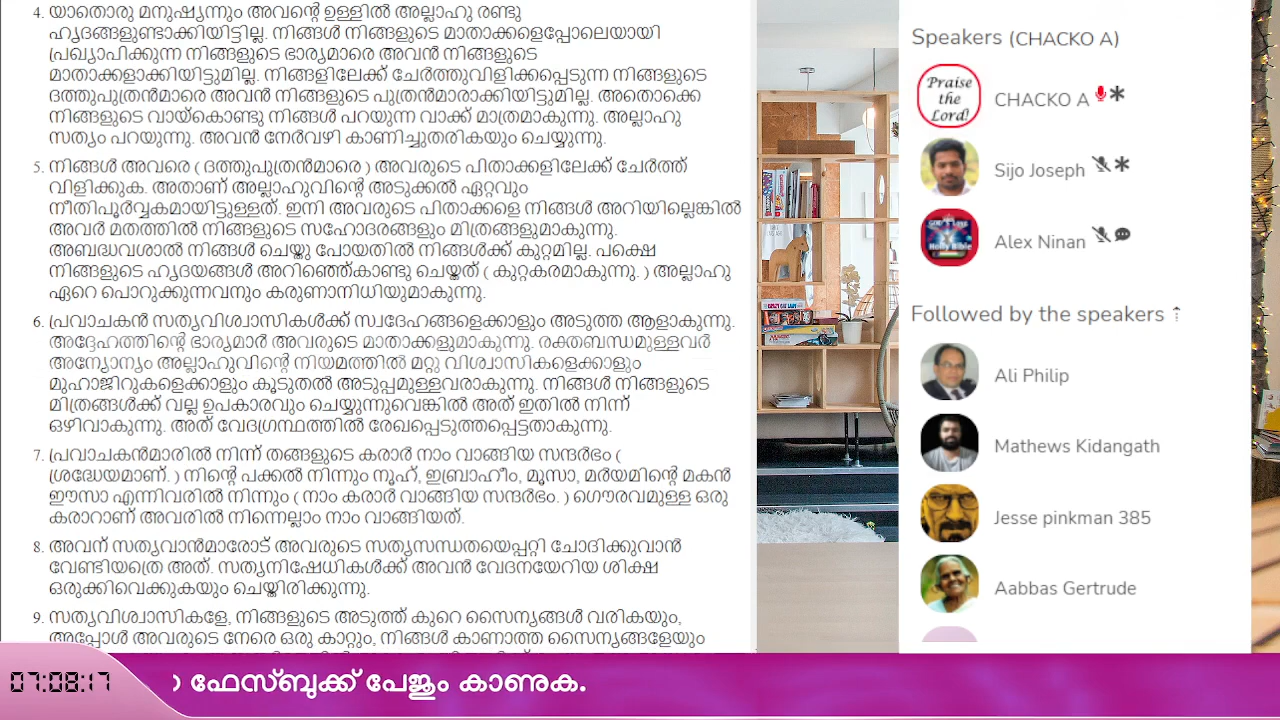 4. യാതൊരു മനുഷ്യന്നും അവന്റെ ഉള്ളിൽ അല്ലാഹു രണ്ടു
ഹൃദങ്ങളുണ്ടാക്കിയിട്ടില്ല. നിങ്ങൾ നിങ്ങളുടെ മാതാക്കളെപ്പോലെയായി
പ്രഖ്യാപിക്കുന്ന നിങ്ങളുടെ ഭാര്യമാരെ അവൻ നിങ്ങളുടെ
മാതാക്കളാക്കിയിട്ടുമില്ല. നിങ്ങളിലേക്ക് ചേർത്തുവിളിക്കപ്പെടുന്ന നിങ്ങളുടെ
ദത്തുപുത്രൻമാരെ അവൻ നിങ്ങളുടെ പുത്രൻമാരാക്കിയിട്ടുമില്ല. അതൊക്കെ
നിങ്ങളുടെ വായ്കൊണ്ടു നിങ്ങൾ പറയുന്ന വാക്ക് മാത്രമാകുന്നു. അല്ലാഹു
സത്യം പറയുന്നു. അവൻ നേർവഴി കാണിച്ചുതരികയും ചെയ്യുന്നു.
5. നിങ്ങൾ അവരെ ( ദത്തുപുത്രൻമാരെ ) അവരുടെ പിതാക്കളിലേക്ക് ചേർത്ത്
വിളിക്കുക. അതാണ് അല്ലാഹുവിന്റെ അടുക്കൽ ഏറ്റവും
നീതിപൂർവ്വകമായിട്ടുള്ളത്. ഇനി അവരുടെ പിതാക്കളെ നിങ്ങൾ അറിയില്ലെങ്കിൽ
അവർ മതത്തിൽ നിങ്ങളുടെ സഹോദരങ്ങളും മിത്രങ്ങളുമാകുന്നു.
അബദ്ധവശാൽ നിങ്ങൾ ചെയ്തു പോയതിൽ നിങ്ങൾക്ക് കുറ്റമില്ല. പക്ഷെ
നിങ്ങളുടെ ഹൃദയങ്ങൾ അറിഞ്ഞ്കൊണ്ടു ചെയ്തത് ( കുറ്റകരമാകുന്നു. ) അല്ലാഹു
ഏറെ പൊറുക്കുന്നവനും കരുണാനിധിയുമാകുന്നു.
6. പ്രവാചകൻ സത്യവിശ്വാസികൾക്ക് സ്വദേഹങ്ങളെക്കാളും അടുത്ത ആളാകുന്നു.
അദ്ദേഹത്തിന്റെ ഭാര്യമാർ അവരുടെ മാതാക്കളുമാകുന്നു. രക്തബന്ധമുള്ളവർ
അന്യോന്യം അല്ലാഹുവിന്റെ നിയമത്തിൽ മറ്റു വിശ്വാസികളെക്കാളും
മുഹാജിറുകളെക്കാളും കൂടുതൽ അടുപ്പമുള്ളവരാകുന്നു. നിങ്ങൾ നിങ്ങളുടെ
മിത്രങ്ങൾക്ക് വല്ല ഉപകാരവും ചെയ്യുന്നുവെങ്കിൽ അത് ഇതിൽ നിന്ന്
ഒഴിവാകുന്നു. അത് വേദഗ്രന്ഥത്തിൽ രേഖപ്പെടുത്തപ്പെട്ടതാകുന്നു.
7. പ്രവാചകൻമാരിൽ നിന്ന് തങ്ങളുടെ കരാർ നാം വാങ്ങിയ സന്ദർഭം (
ശ്രദ്ധേയമാണ്. ) നിന്റെ പക്കൽ നിന്നും നൂഹ്, ഇബ്രാഹീം, മൂസാ, മർയമിന്റെ മകൻ
ഈസാ എന്നിവരിൽ നിന്നും ( നാം കരാർ വാങ്ങിയ സന്ദർഭം. ) ഗൌരവമുള്ള ഒരു
കരാറാണ് അവരിൽ നിന്നെല്ലാം നാം വാങ്ങിയത്.
8. അവന് സത്യവാൻമാരോട് അവരുടെ സത്യസന്ധതയെപ്പറ്റി ചോദിക്കുവാൻ
വേണ്ടിയത്രെ അത്. സത്യനിഷേധികൾക്ക് അവൻ വേദനയേറിയ ശിക്ഷ
ഒരുക്കിവെക്കുകയും ചെയ്തിരിക്കുന്നു.
9. സത്യവിശ്വാസികളേ, നിങ്ങളുടെ അടുത്ത് കുറെ സൈന്യങ്ങൾ വരികയും,
അപ്പോൾ അവരുടെ നേരെ ഒരു കാറ്റും, നിങ്ങൾ കാണാത്ത സൈന്യങ്ങളേയും
Speakers (CHACKO A)
Praise
the
Lord!
CHACKO A
Sijo Joseph
Holly Bible
Alex Ninan
Followed by the speakers
Ali Philip
Mathews Kidangath
Jesse pinkman 385
Aabbas Gertrude
07:08:17
ഫേസ്ബുക്ക് പേജും കാണുക.